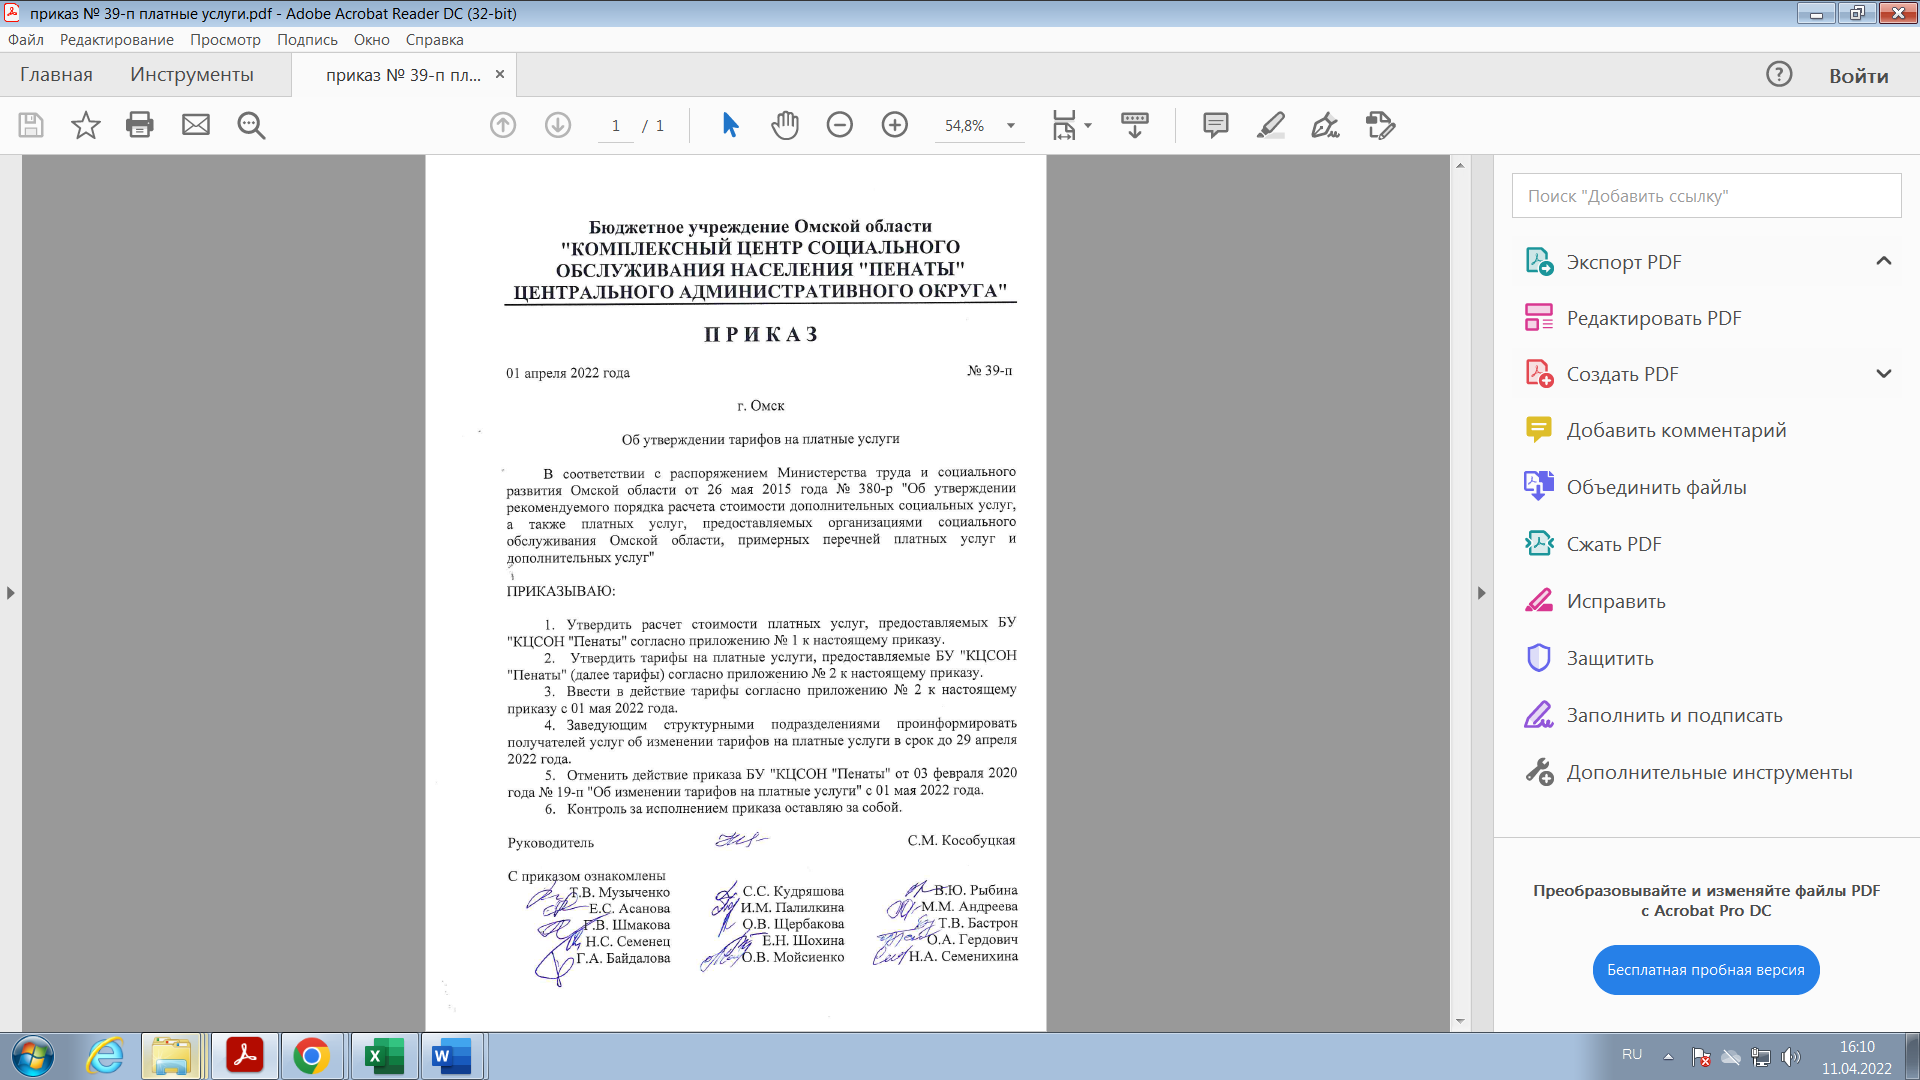 приказ № 39-п платные услуги.pdf - Adobe Acrobat Reader DC (32-bit)
Файл Редактирование Просмотр Подпись Окно Справка
Главная Инструменты приказ № 39-п пл... Войти
1 / 1 54,8%
Бюджетное учреждение Омской области
"КОМПЛЕКСНЫЙ ЦЕНТР СОЦИАЛЬНОГО
ОБСЛУЖИВАНИЯ НАСЕЛЕНИЯ "ПЕНАТЫ"
ЦЕНТРАЛЬНОГО АДМИНИСТРАТИВНОГО ОКРУГА"
П Р И К А З
01 апреля 2022 года № 39-п
г. Омск
Об утверждении тарифов на платные услуги
В соответствии с распоряжением Министерства труда и социального
развития Омской области от 26 мая 2015 года № 380-р "Об утверждении
рекомендуемого порядка расчета стоимости дополнительных социальных услуг,
а также платных услуг, предоставляемых организациями социального
обслуживания Омской области, примерных перечней платных услуг и
дополнительных услуг"
ПРИКАЗЫВАЮ:
1. Утвердить расчет стоимости платных услуг, предоставляемых БУ
"КЦСОН "Пенаты" согласно приложению № 1 к настоящему приказу.
2. Утвердить тарифы на платные услуги, предоставляемые БУ "КЦСОН
"Пенаты" (далее тарифы) согласно приложению № 2 к настоящему приказу.
3. Ввести в действие тарифы согласно приложению № 2 к настоящему
приказу с 01 мая 2022 года.
4. Заведующим структурными подразделениями проинформировать
получателей услуг об изменении тарифов на платные услуги в срок до 29 апреля
2022 года.
5. Отменить действие приказа БУ "КЦСОН "Пенаты" от 03 февраля 2020
года № 19-п "Об изменении тарифов на платные услуги" с 01 мая 2022 года.
6. Контроль за исполнением приказа оставляю за собой.
Руководитель С.М. Кособуцкая
С приказом ознакомлены
Т.В. Музыченко С.С. Кудряшова В.Ю. Рыбина
Е.С. Асанова И.М. Палилкина М.М. Андреева
Г.В. Шмакова О.В. Щербакова Т.В. Бастрон
Н.С. Семенец Е.Н. Шохина О.А. Гердович
Г.А. Байдалова О.В. Мойсиенко Н.А. Семенихина
Поиск "Добавить ссылку"
Экспорт PDF
Редактировать PDF
Создать PDF
Добавить комментарий
Объединить файлы
Сжать PDF
Исправить
Защитить
Заполнить и подписать
Дополнительные инструменты
Преобразовывайте и изменяйте файлы PDF
с Acrobat Pro DC
Бесплатная пробная версия
RU
16:10
11.04.2022